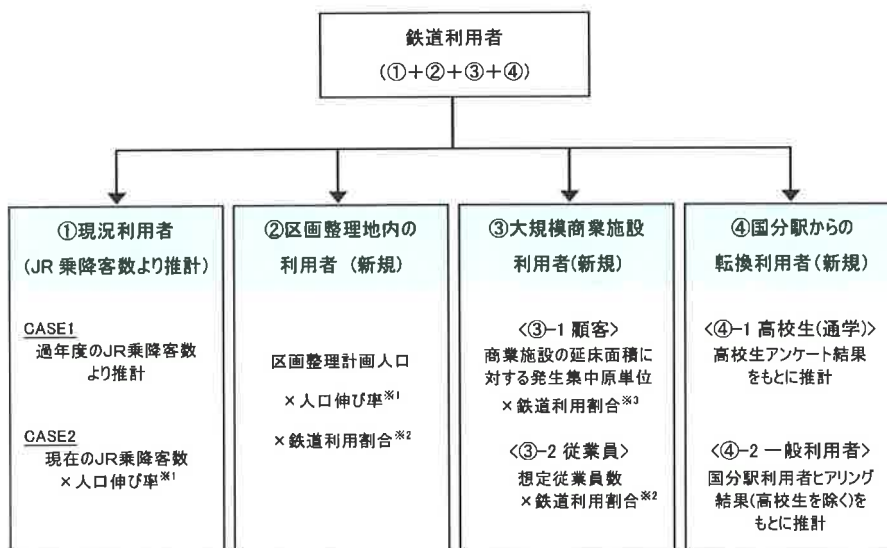 鉄道利用者
(①+②+③+④)
①現況利用者
(JR 乗降客数より推計)
CASE1
過年度のJR乗降客数
より推計
CASE2
現在のJR乗降客数
×人口伸び率※1
②区画整理地内の
利用者 (新規)
区画整理計画人口
×人口伸び率※1
×鉄道利用割合※2
③大規模商業施設
利用者(新規)
<③-1 顧客>
商業施設の延床面積に
対する発生集中原単位
×鉄道利用割合※3
<③-2 従業員>
想定従業員数
×鉄道利用割合※2
④国分駅からの
転換利用者(新規)
<④-1 高校生(通学)>
高校生アンケート結果
をもとに推計
<④-2 一般利用者>
国分駅利用者ヒアリング
結果(高校生を除く)を
もとに推計